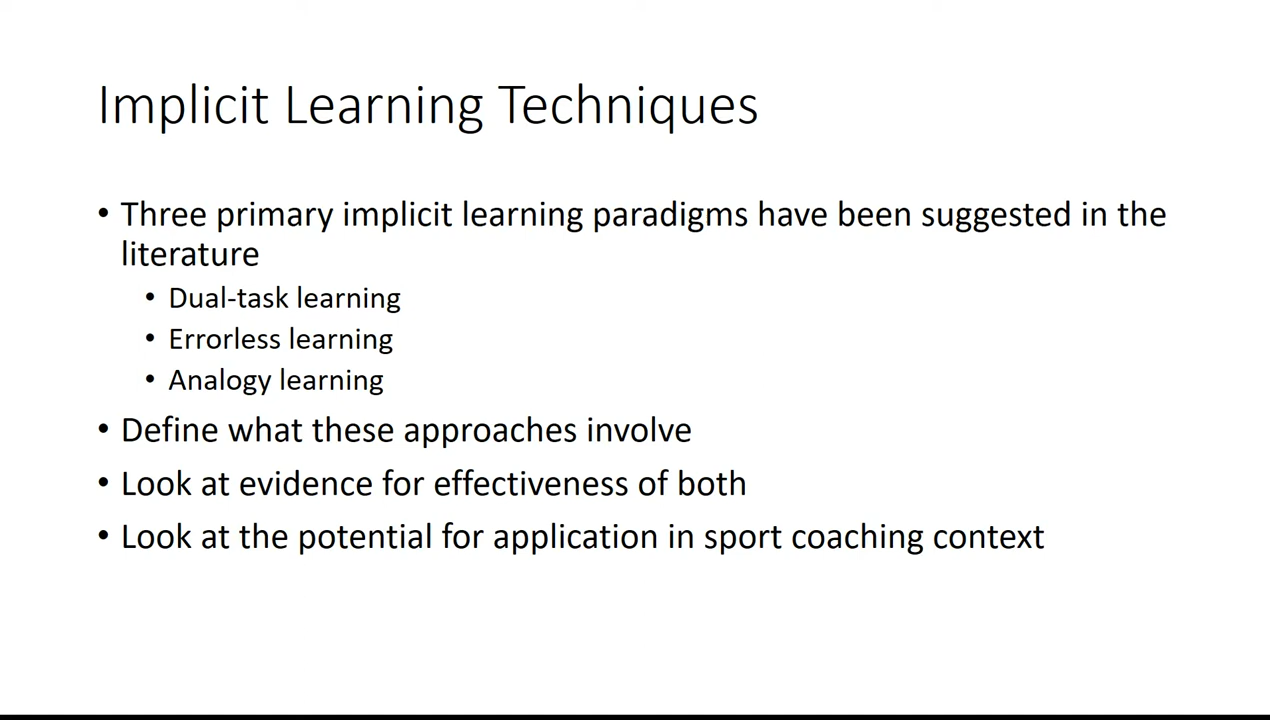 Implicit Learning Techniques
• Three primary implicit learning paradigms have been suggested in the
literature
• Dual-task learning
• Errorless learning
• Analogy learning
• Define what these approaches involve
• Look at evidence for effectiveness of both
• Look at the potential for application in sport coaching context